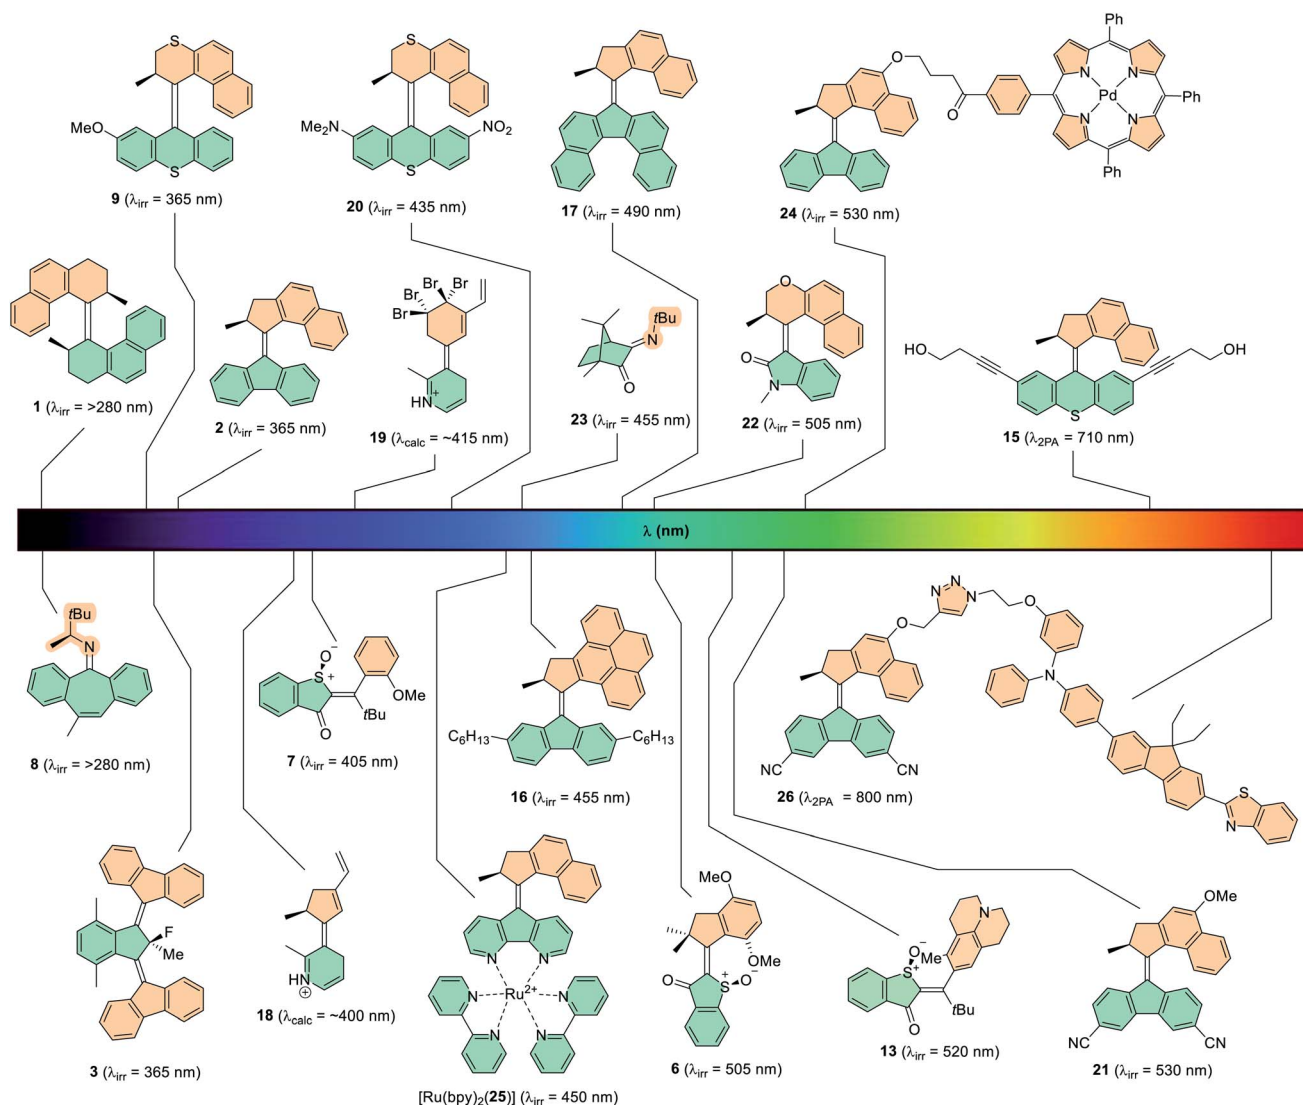 S
S
MeO
9 (λirr = 365 nm)
S
S
Me₂N
NO₂
20 (λirr = 435 nm)
17 (λirr = 490 nm)
O
O
Ph
N
N
N
N
Pd
Ph
Ph
24 (λirr = 530 nm)
1 (λirr = >280 nm)
2 (λirr = 365 nm)
Br
Br
Br
HN
+
19 (λcalc = ~415 nm)
tBu
N
O
23 (λirr = 455 nm)
O
O
N
22 (λirr = 505 nm)
HO
OH
S
15 (λ2PA = 710 nm)
λ (nm)
tBu
N
8 (λirr = >280 nm)
O⁻
S
+
O
OMe
tBu
7 (λirr = 405 nm)
C₆H₁₃
C₆H₁₃
16 (λirr = 455 nm)
N
N
N
O
O
N
S
N
NC
CN
26 (λ2PA = 800 nm)
F
Me
3 (λirr = 365 nm)
HN
+
18 (λcalc = ~400 nm)
N
N
N
N
Ru²⁺
N
N
[Ru(bpy)₂(25)] (λirr = 450 nm)
MeO
OMe
O
S
+
O⁻
6 (λirr = 505 nm)
N
O⁻
Me
S
+
O
tBu
13 (λirr = 520 nm)
OMe
NC
CN
21 (λirr = 530 nm)